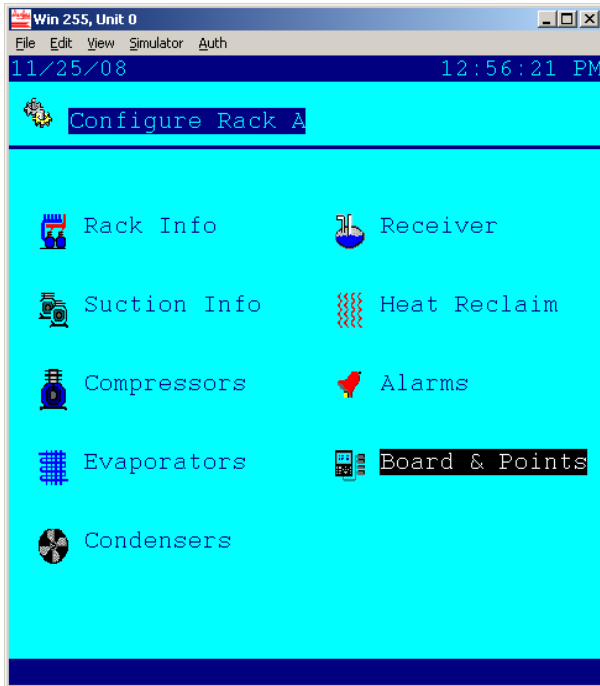 Win 255, Unit 0
File Edit View Simulator Auth
11/25/08 12:56:21 PM
Configure Rack A
Rack Info Receiver
Suction Info Heat Reclaim
Compressors Alarms
Evaporators Board & Points
Condensers